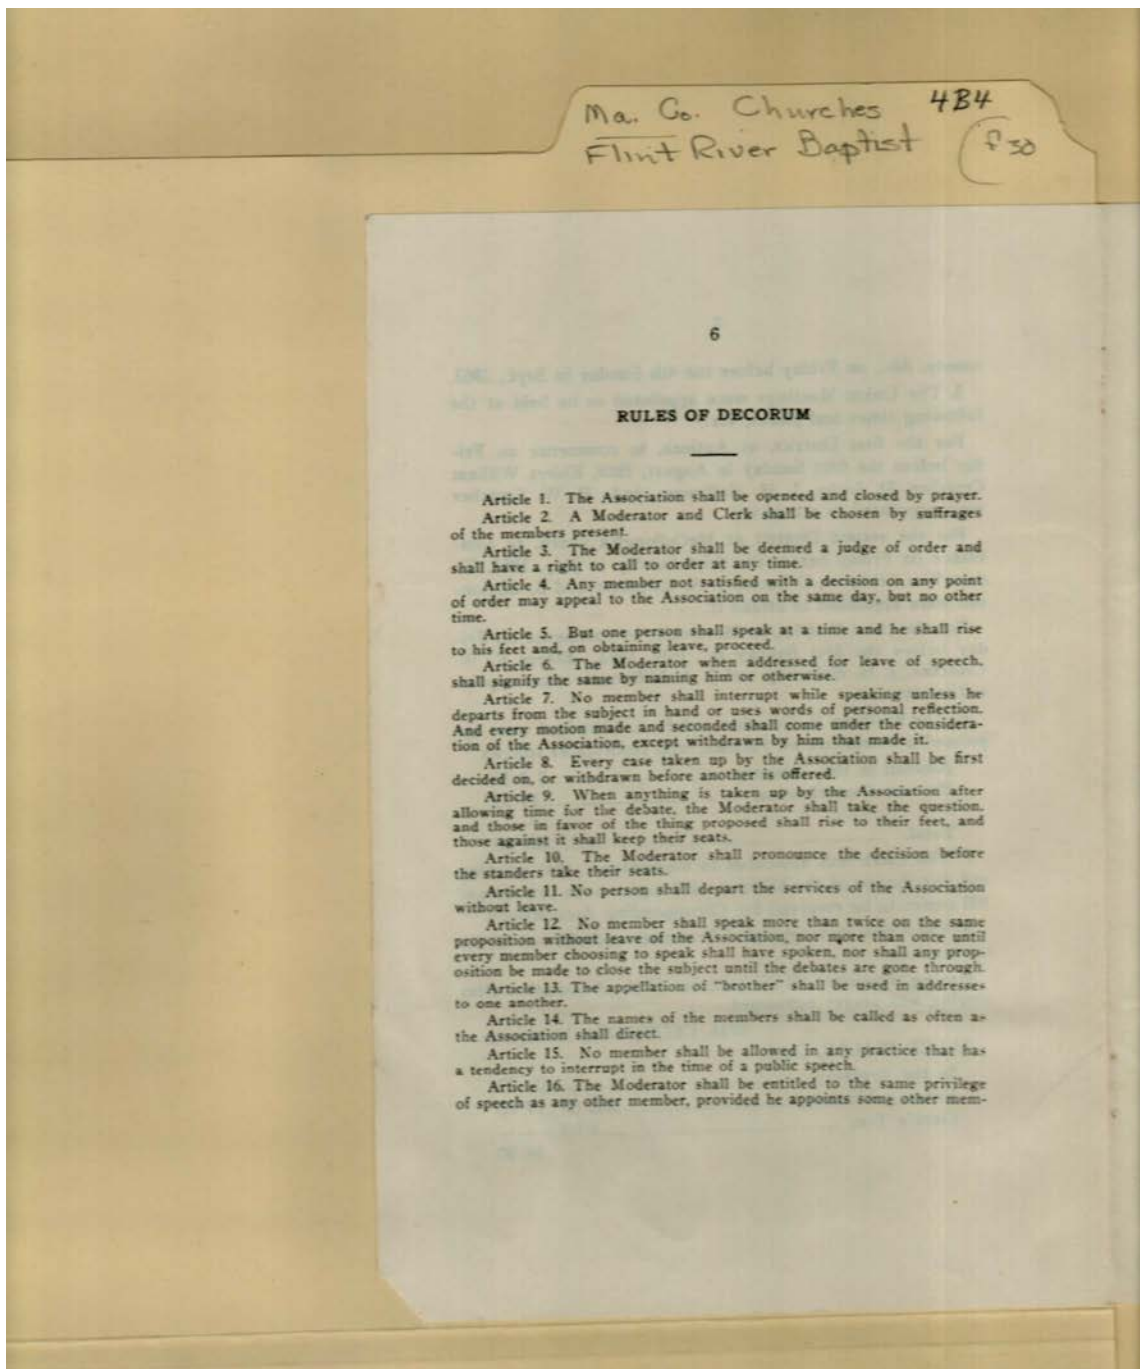 Ma. Co. Churches 4B4
Flint River Baptist f 30
6
RULES OF DECORUM
Article 1. The Association shall be openeed and closed by prayer.
Article 2. A Moderator and Clerk shall be chosen by suffrages
of the members present.
Article 3. The Moderator shall be deemed a judge of order and
shall have a right to call to order at any time.
Article 4. Any member not satisfied with a decision on any point
of order may appeal to the Association on the same day, but no other
time.
Article 5. But one person shall speak at a time and he shall rise
to his feet and, on obtaining leave, proceed.
Article 6. The Moderator when addressed for leave of speech,
shall signify the same by naming him or otherwise.
Article 7. No member shall interrupt while speaking unless he
departs from the subject in hand or uses words of personal reflection.
And every motion made and seconded shall come under the considera-
tion of the Association, except withdrawn by him that made it.
Article 8. Every case taken up by the Association shall be first
decided on, or withdrawn before another is offered.
Article 9. When anything is taken up by the Association after
allowing time for the debate, the Moderator shall take the question,
and those in favor of the thing proposed shall rise to their feet, and
those against it shall keep their seats.
Article 10. The Moderator shall pronounce the decision before
the standers take their seats.
Article 11. No person shall depart the services of the Association
without leave.
Article 12. No member shall speak more than twice on the same
proposition without leave of the Association, nor more than once until
every member choosing to speak shall have spoken, nor shall any prop-
osition be made to close the subject until the debates are gone through.
Article 13. The appellation of "brother" shall be used in addresses
to one another.
Article 14. The names of the members shall be called as often as
the Association shall direct.
Article 15. No member shall be allowed in any practice that has
a tendency to interrupt in the time of a public speech.
Article 16. The Moderator shall be entitled to the same privilege
of speech as any other member, provided he appoints some other mem-